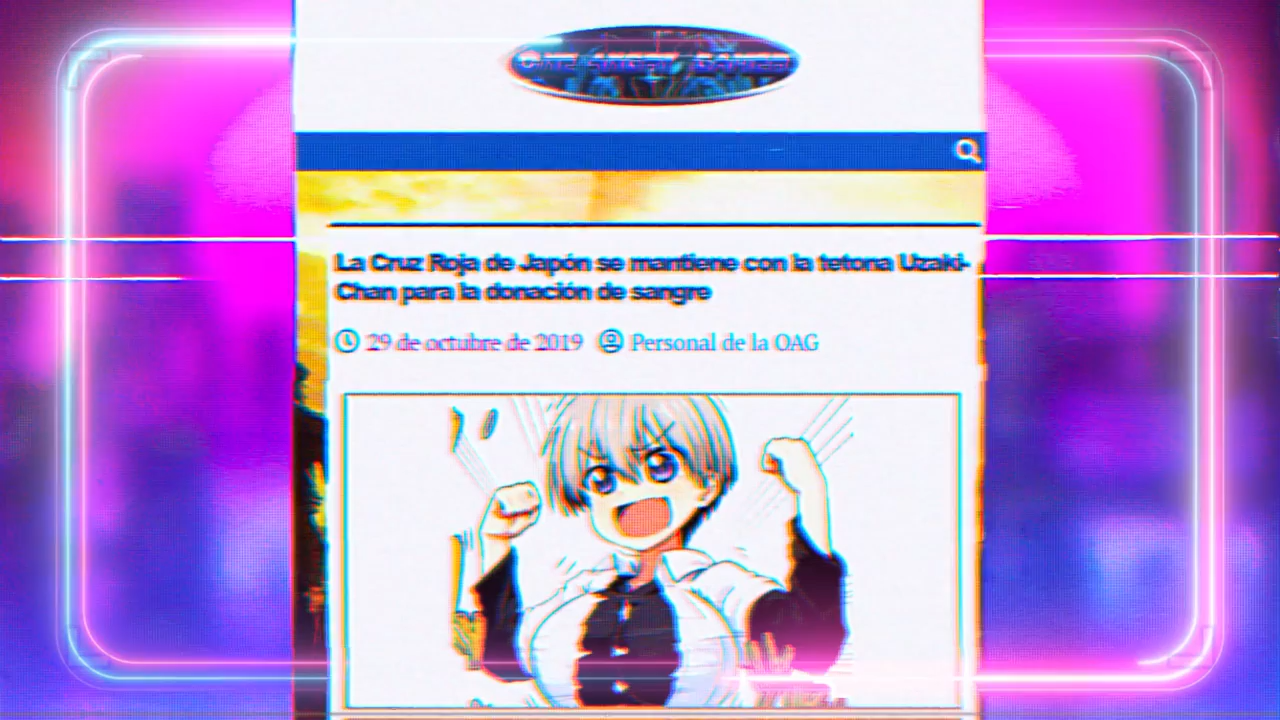 La Cruz Roja de Japón se mantiene con la tetona Uzaki-
Chan para la donación de sangre
29 de octubre de 2019 Personal de la OAG